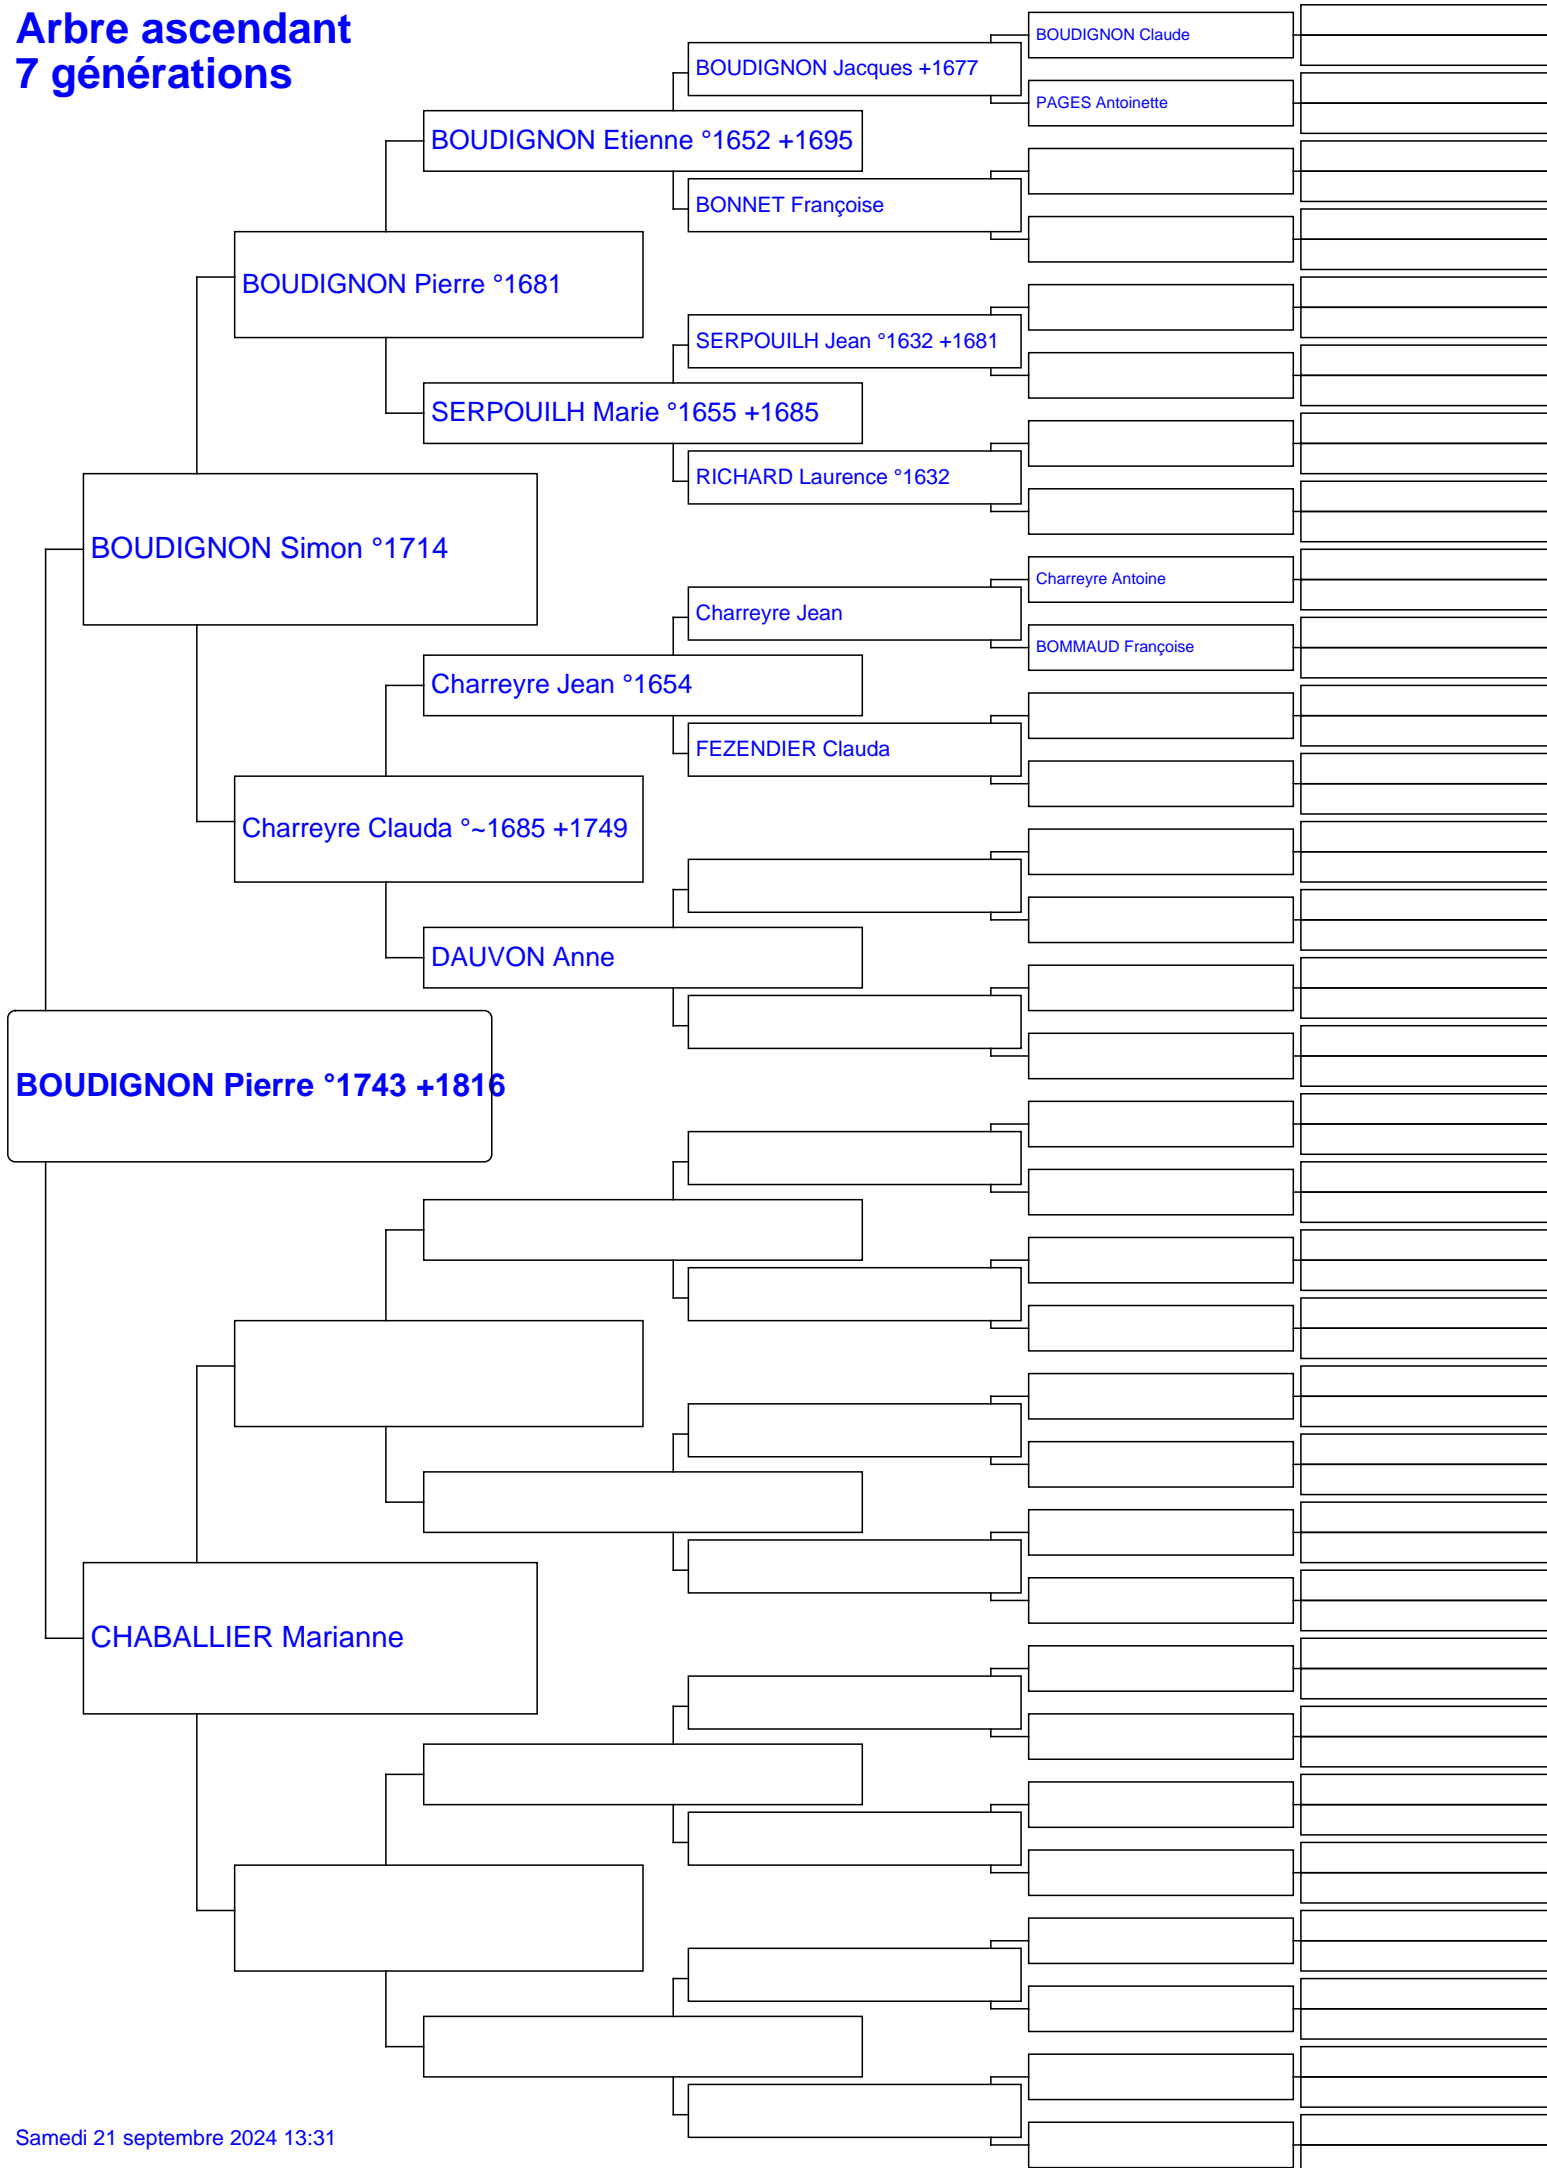 Arbre ascendant
7 générations
BOUDIGNON Claude
BOUDIGNON Jacques +1677
PAGES Antoinette
BOUDIGNON Etienne °1652 +1695
BONNET Françoise
BOUDIGNON Pierre °1681
SERPOUILH Jean °1632 +1681
SERPOUILH Marie °1655 +1685
RICHARD Laurence °1632
BOUDIGNON Simon °1714
Charreyre Antoine
Charreyre Jean
BOMMAUD Françoise
Charreyre Jean °1654
FEZENDIER Clauda
Charreyre Clauda °~1685 +1749
DAUVON Anne
BOUDIGNON Pierre °1743 +1816
CHABALLIER Marianne
Samedi 21 septembre 2024 13:31